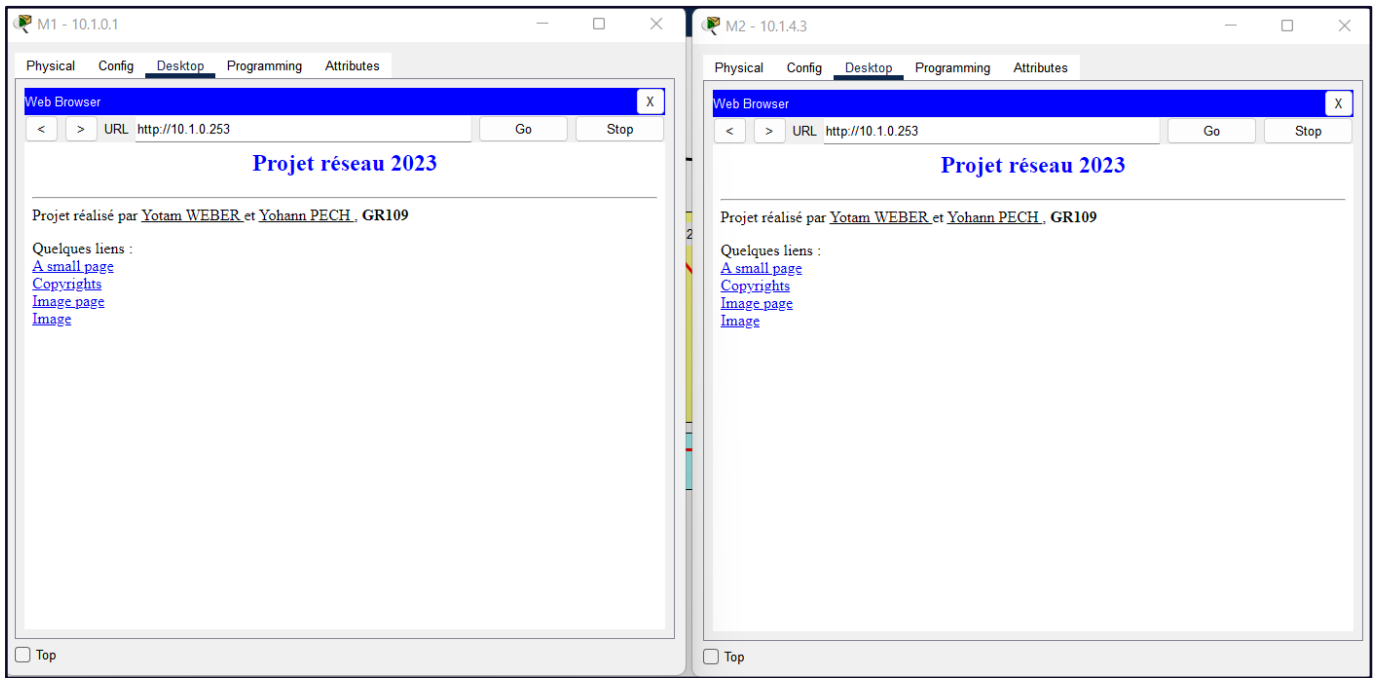 M1 - 10.1.0.1
Physical Config Desktop Programming Attributes
Web Browser X
< > URL http://10.1.0.253 Go Stop
Projet réseau 2023
Projet réalisé par Yotam WEBER et Yohann PECH , GR109
Quelques liens :
A small page
Copyrights
Image page
Image
Top
M2 - 10.1.4.3
Physical Config Desktop Programming Attributes
Web Browser X
< > URL http://10.1.0.253 Go Stop
Projet réseau 2023
Projet réalisé par Yotam WEBER et Yohann PECH , GR109
Quelques liens :
A small page
Copyrights
Image page
Image
Top
2